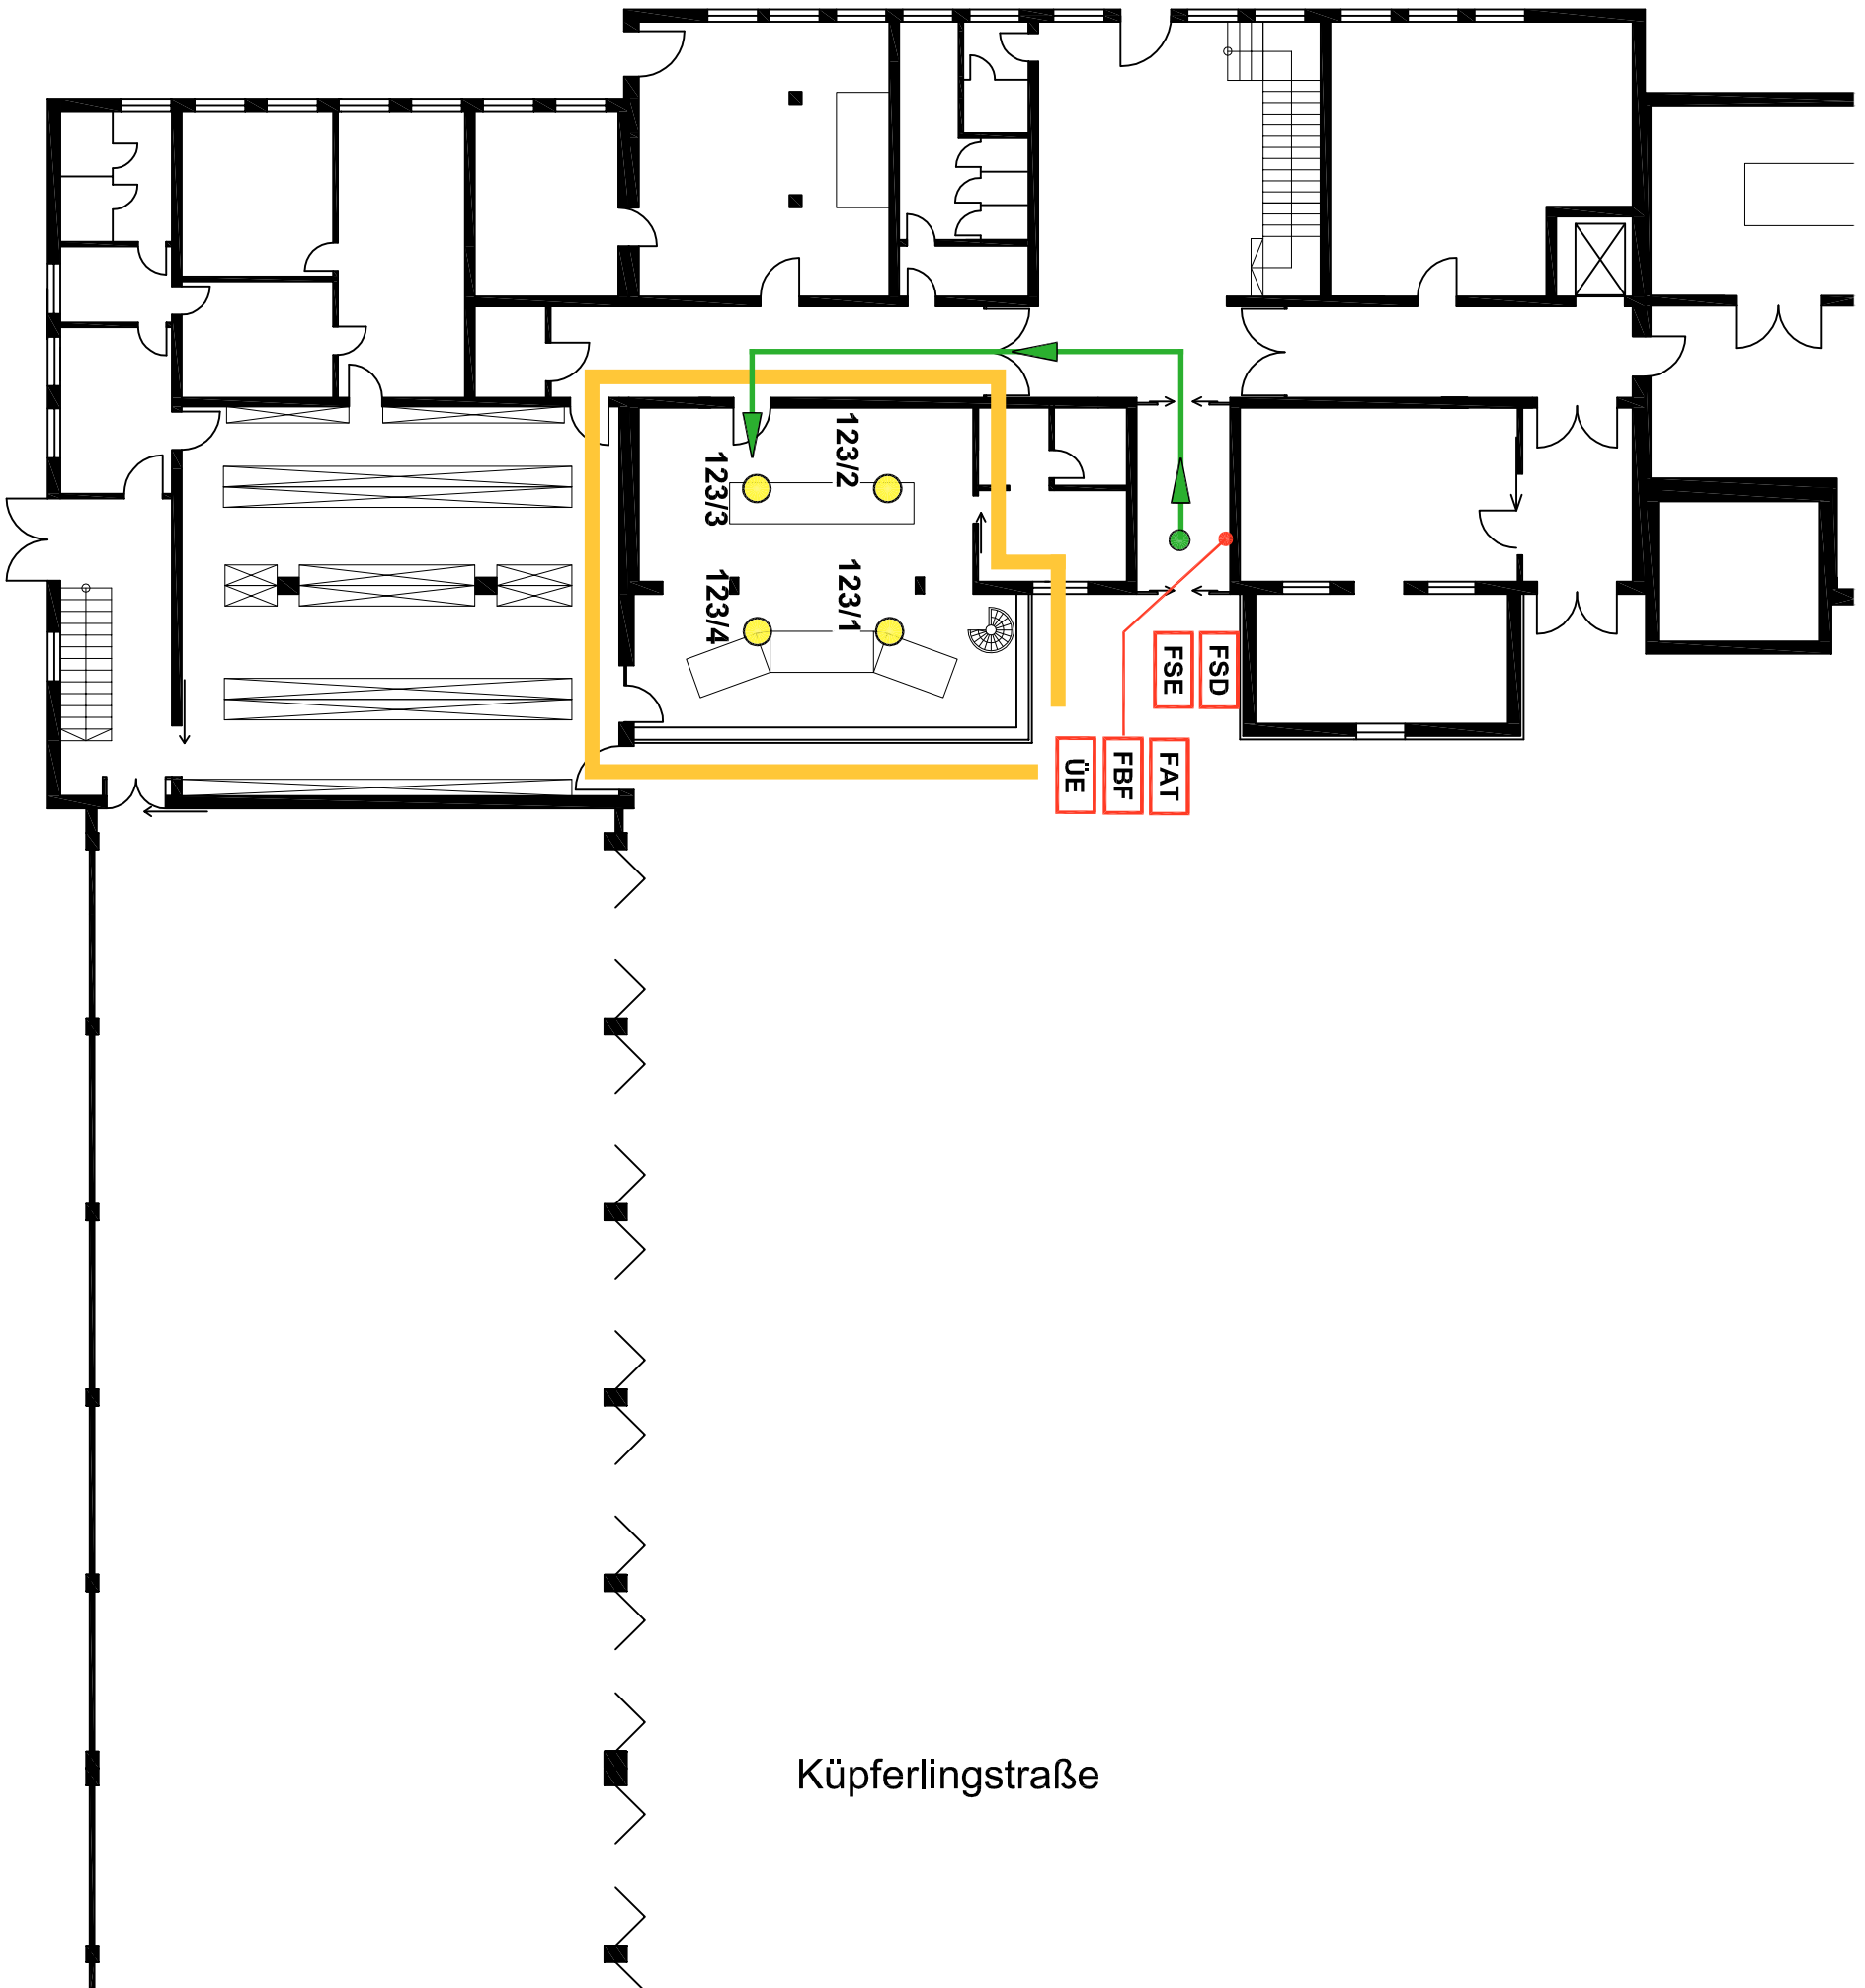 123/2
123/3
123/1
123/4
FSE
FSD
ÜE
FBF
FAT
Küpferlingstraße